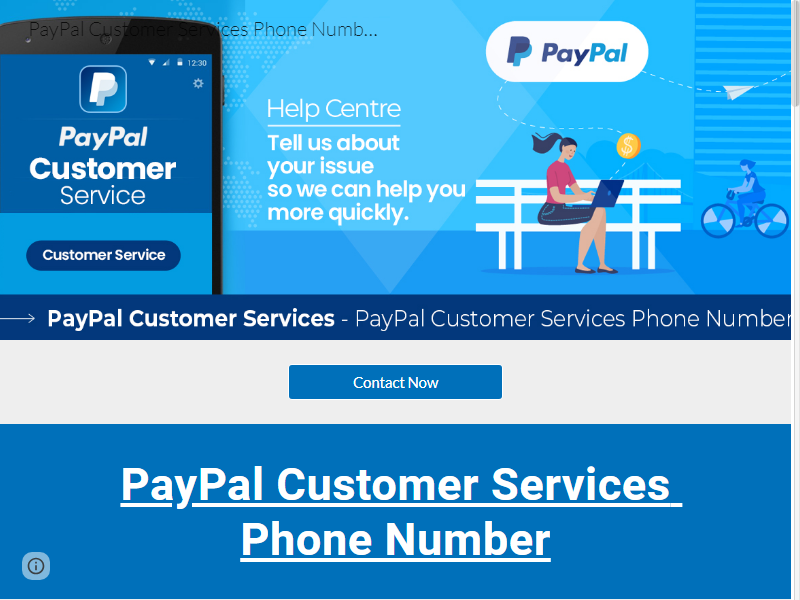 PayPal Customer Services Phone Numb...
12:30
PayPal
Customer
Service
Customer Service
Help Centre
Tell us about
your issue
so we can help you
more quickly.
PayPal
$
PayPal Customer Services - PayPal Customer Services Phone Number
Contact Now
PayPal Customer Services
Phone Number